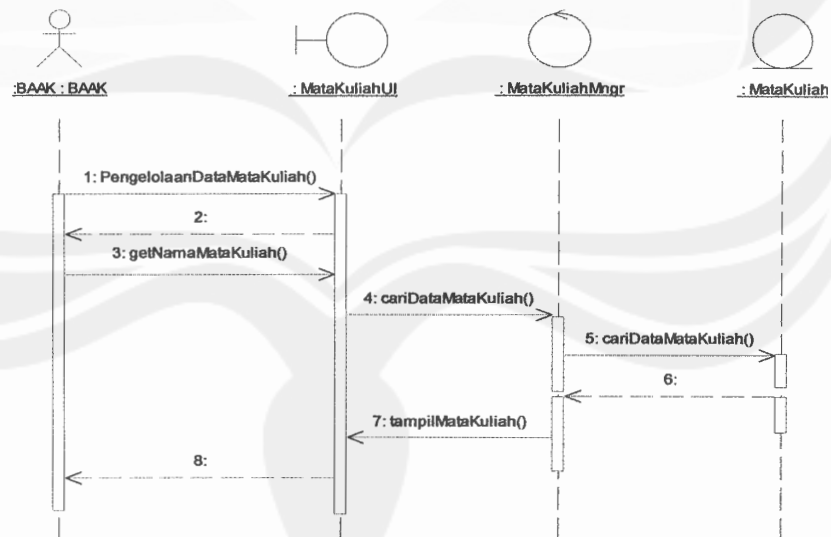 :BAAK : BAAK
: MataKuliahUI
: MataKuliahMngr
: MataKuliah
1: PengelolaanDataMataKuliah()
2:
3: getNamaMataKuliah()
4: cariDataMataKuliah()
5: cariDataMataKuliah()
6:
7: tampilMataKuliah()
8: